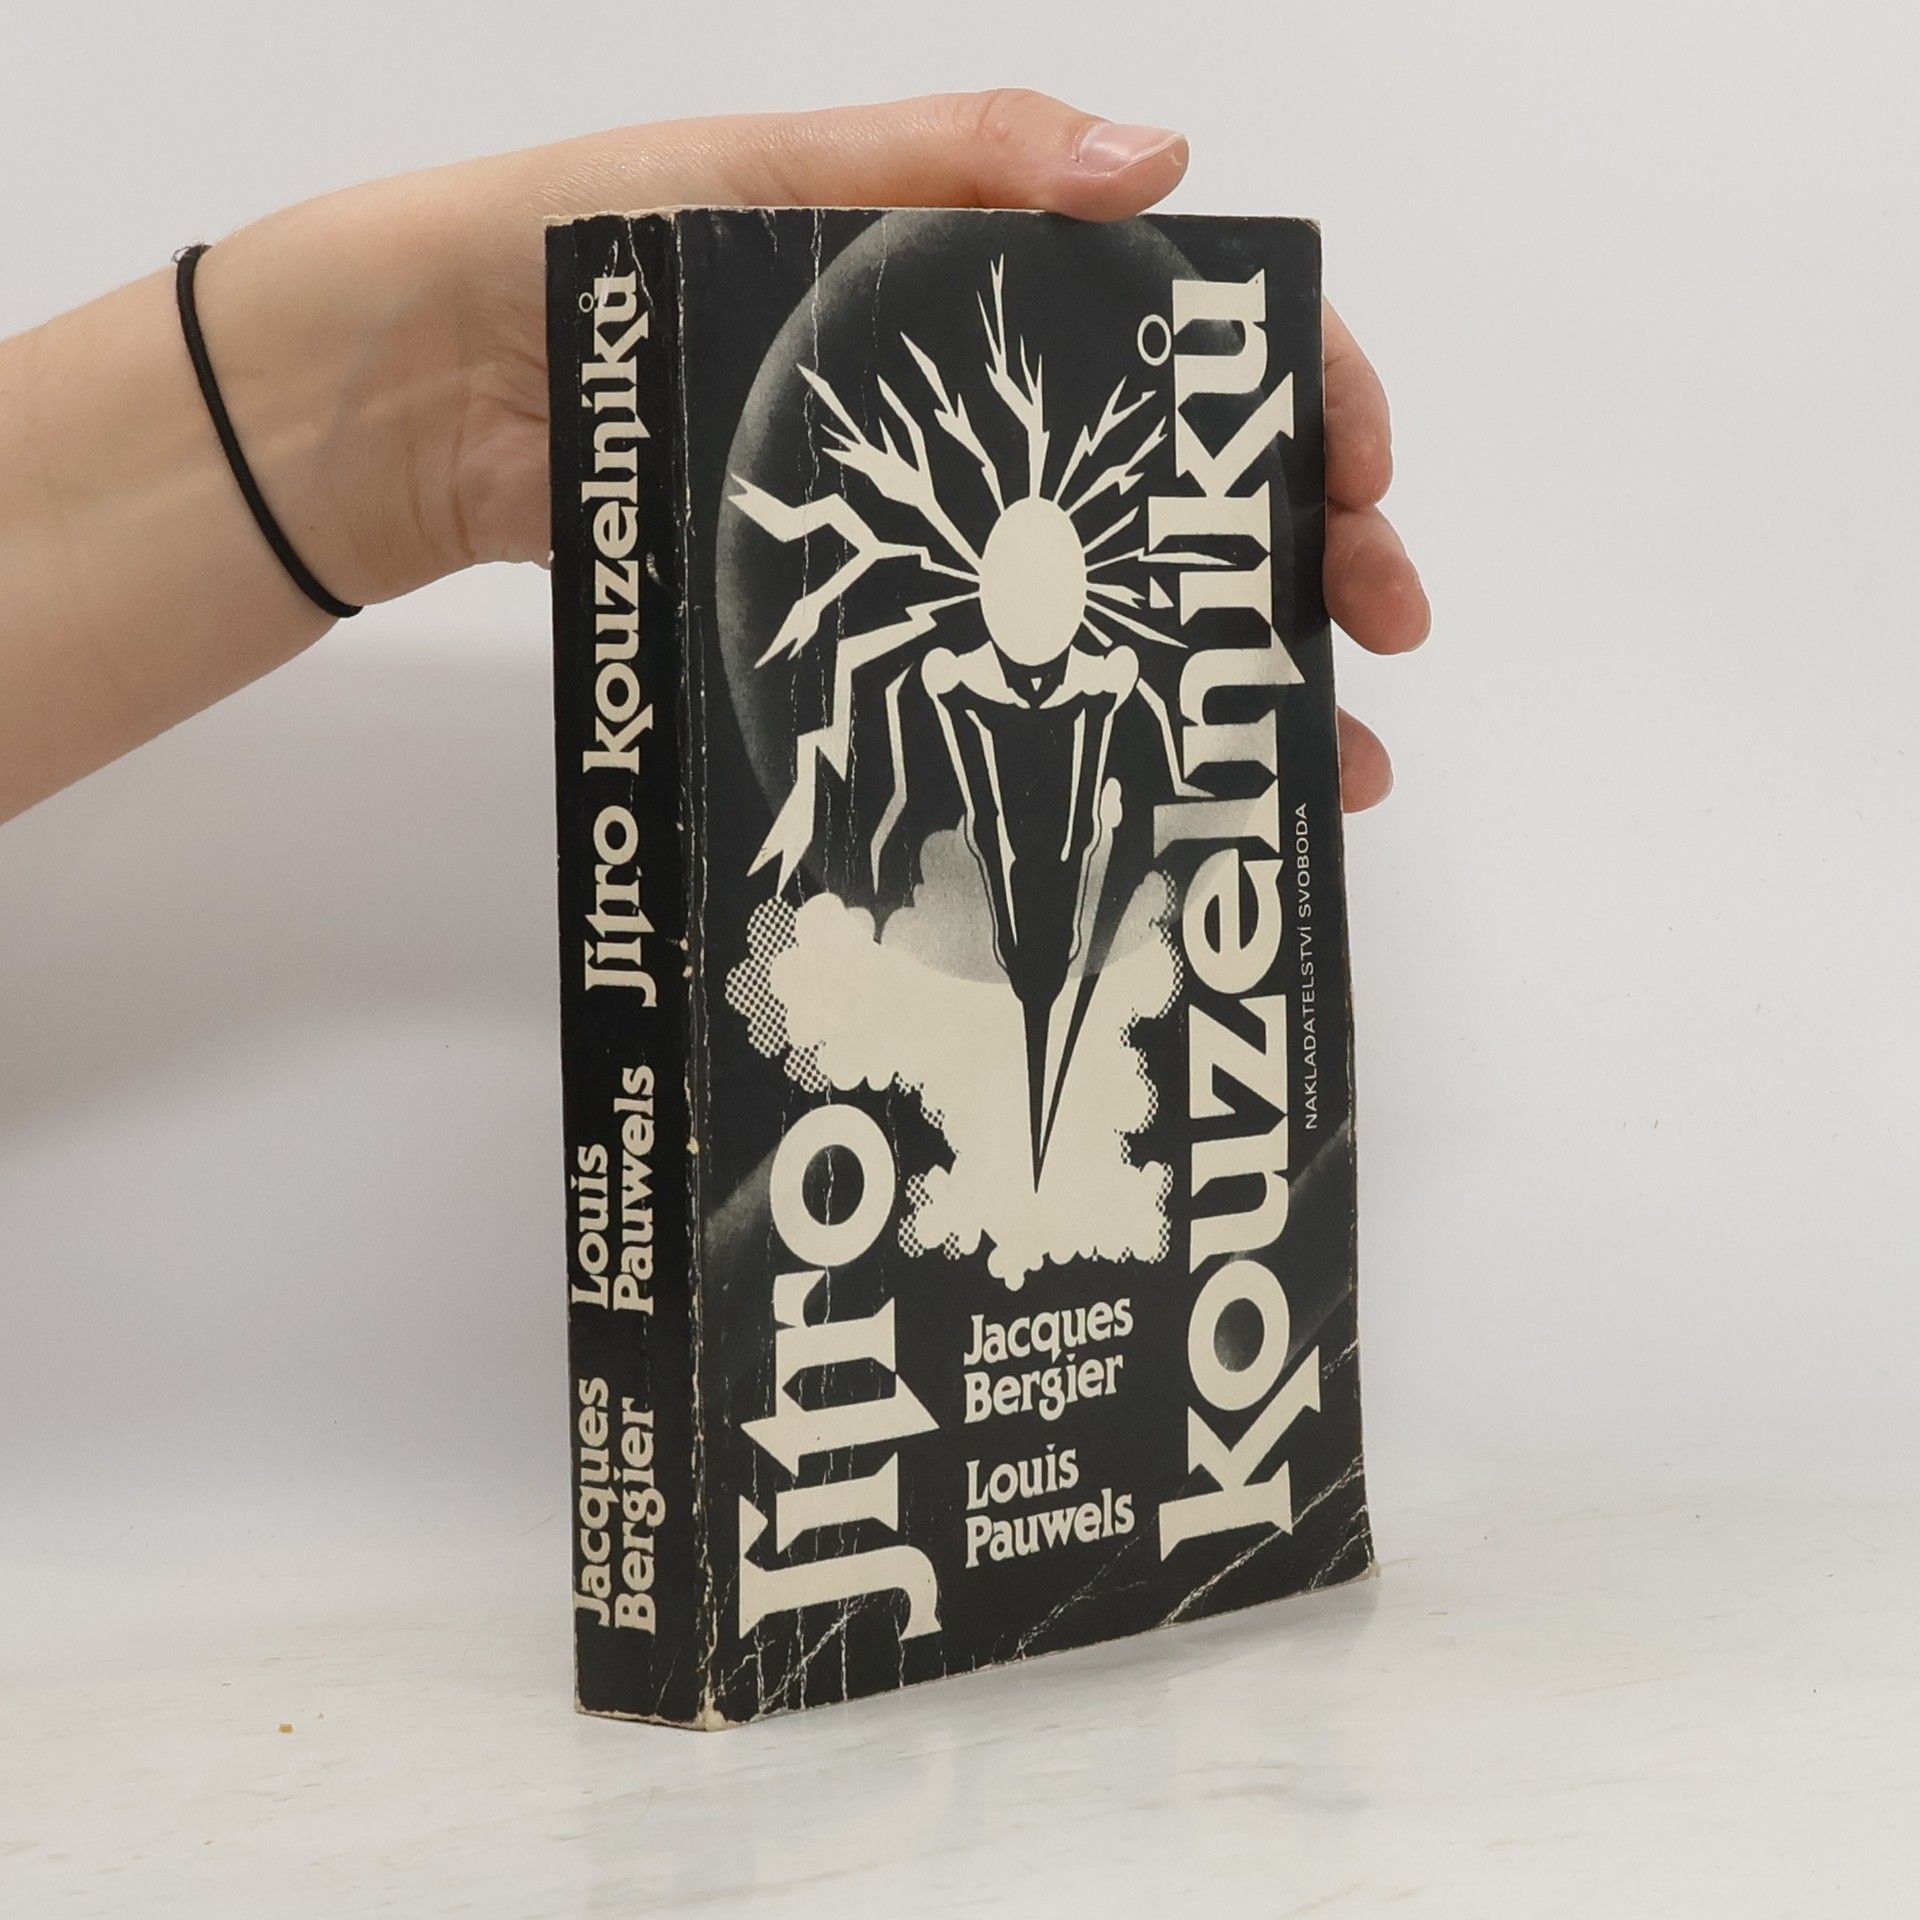 Jacques
Bergier
Louis
Pauwels
Jitro kouzelníků
Jitro
Jacques
Bergier
Louis
Pauwels
kouzelníků
NAKLADATELSTVÍ SVOBODA